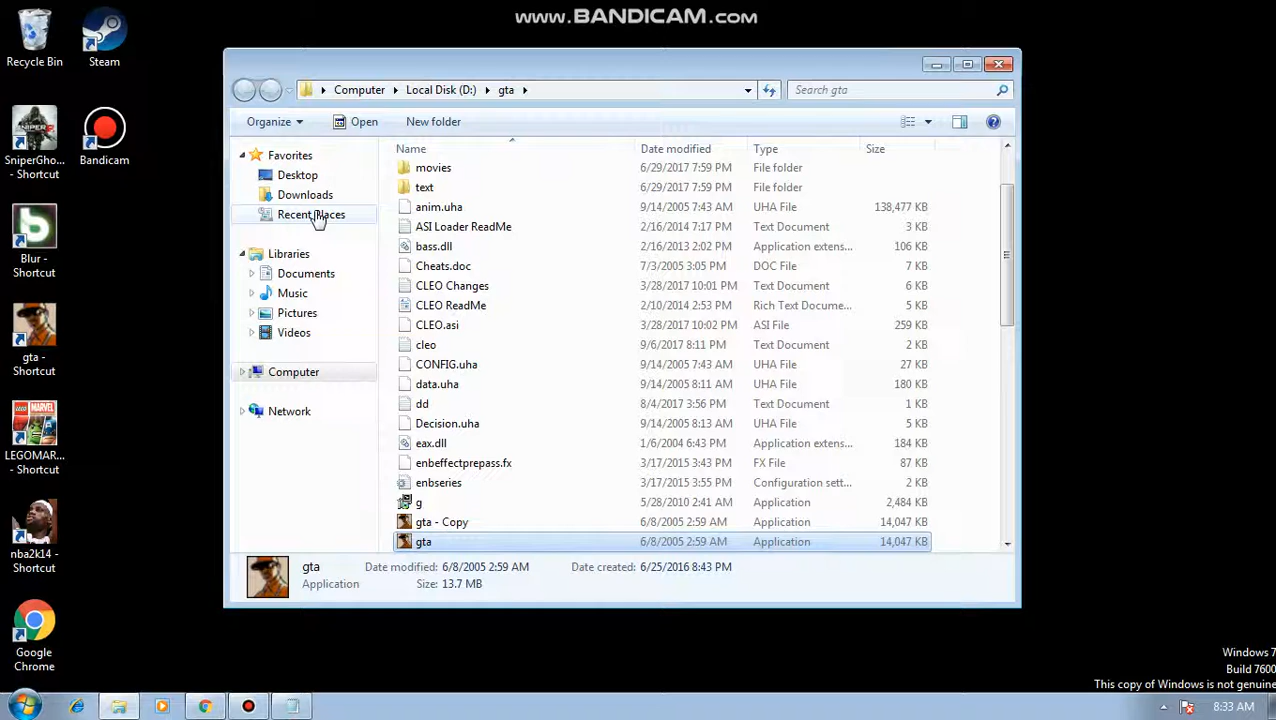 www.BANDICAM.com
Recycle Bin
Steam
SniperGho... - Shortcut
Bandicam
Blur - Shortcut
gta - Shortcut
LEGOMAR... - Shortcut
nba2k14 - Shortcut
Google Chrome
Computer
Local Disk (D:)
gta
Search gta
Organize
Open
New folder
Favorites
Desktop
Downloads
Recent Places
Libraries
Documents
Music
Pictures
Videos
Computer
Network
Name Date modified Type Size
movies 6/29/2017 7:59 PM File folder
text 6/29/2017 7:59 PM File folder
anim.uha 9/14/2005 7:43 AM UHA File 138,477 KB
ASI Loader ReadMe 2/16/2014 7:17 PM Text Document 3 KB
bass.dll 2/16/2013 2:02 PM Application extens... 106 KB
Cheats.doc 7/3/2005 3:05 PM DOC File 7 KB
CLEO Changes 3/28/2017 10:01 PM Text Document 6 KB
CLEO ReadMe 2/10/2014 2:53 PM Rich Text Docume... 5 KB
CLEO.asi 3/28/2017 10:02 PM ASI File 259 KB
cleo 9/6/2017 8:11 PM Text Document 2 KB
CONFIG.uha 9/14/2005 7:43 AM UHA File 27 KB
data.uha 9/14/2005 8:11 AM UHA File 180 KB
dd 8/4/2017 3:56 PM Text Document 1 KB
Decision.uha 9/14/2005 8:13 AM UHA File 5 KB
eax.dll 1/6/2004 6:43 PM Application extens... 184 KB
enbeffectprepass.fx 3/17/2015 3:43 PM FX File 87 KB
enbseries 3/17/2015 3:55 PM Configuration sett... 2 KB
g 5/28/2010 2:41 AM Application 2,484 KB
gta - Copy 6/8/2005 2:59 AM Application 14,047 KB
gta 6/8/2005 2:59 AM Application 14,047 KB
gta Date modified: 6/8/2005 2:59 AM Date created: 6/25/2016 8:43 PM
Application Size: 13.7 MB
Windows 7
Build 7600
This copy of Windows is not genuine
8:33 AM